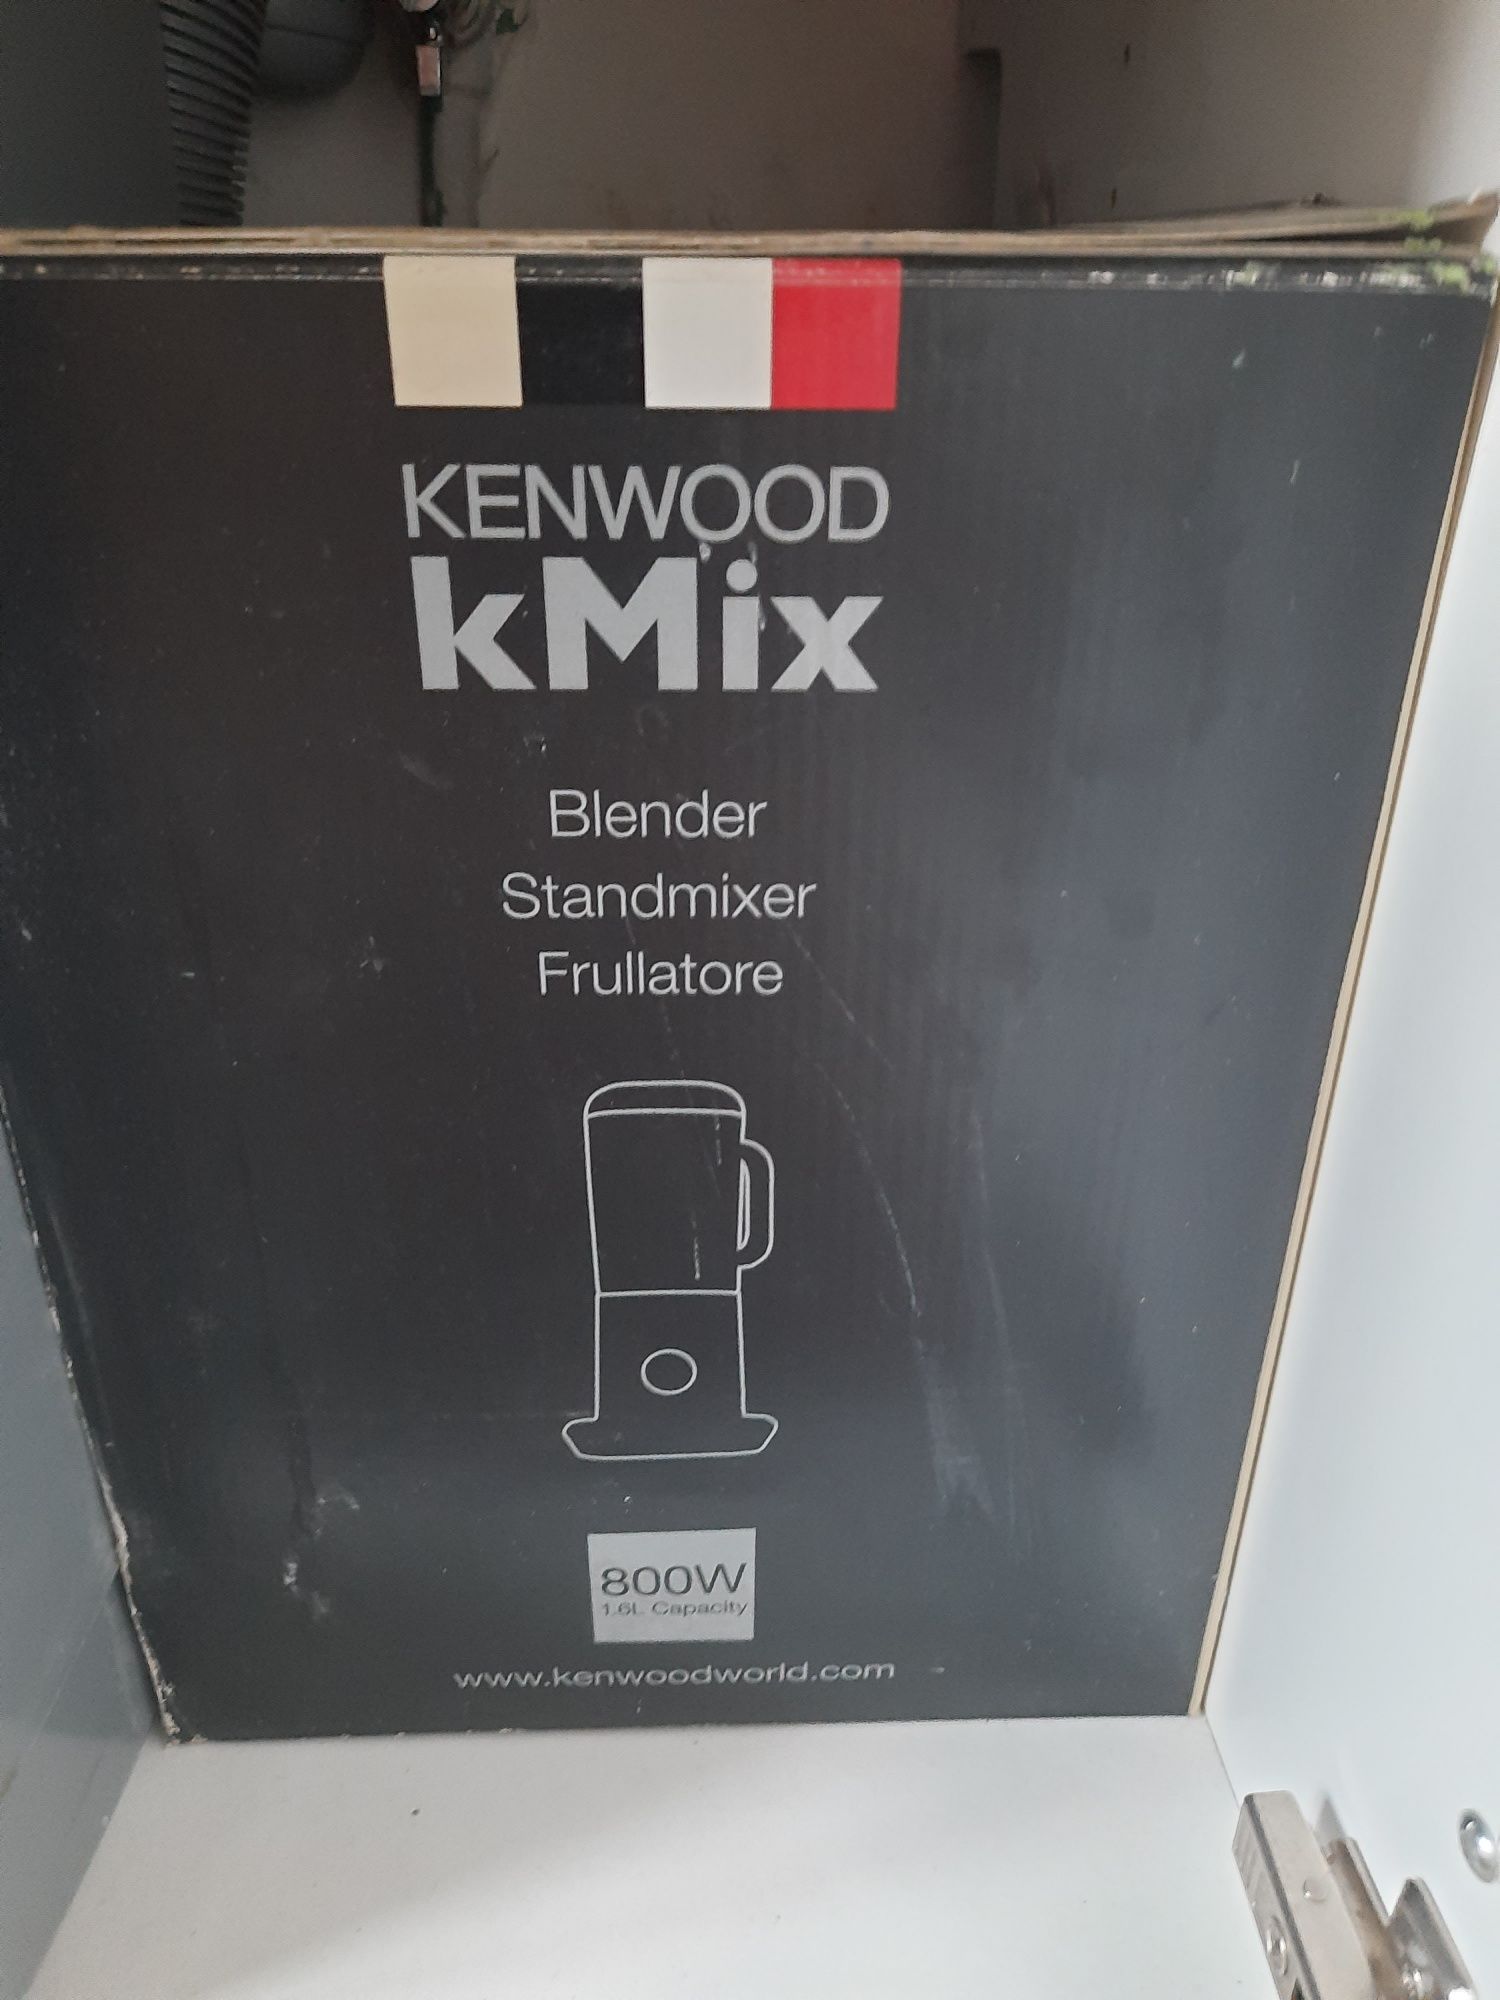 KENWOOD
kMix
Blender
Standmixer
Frullatore
800W
1.6L Capacity
www.kenwoodworld.com